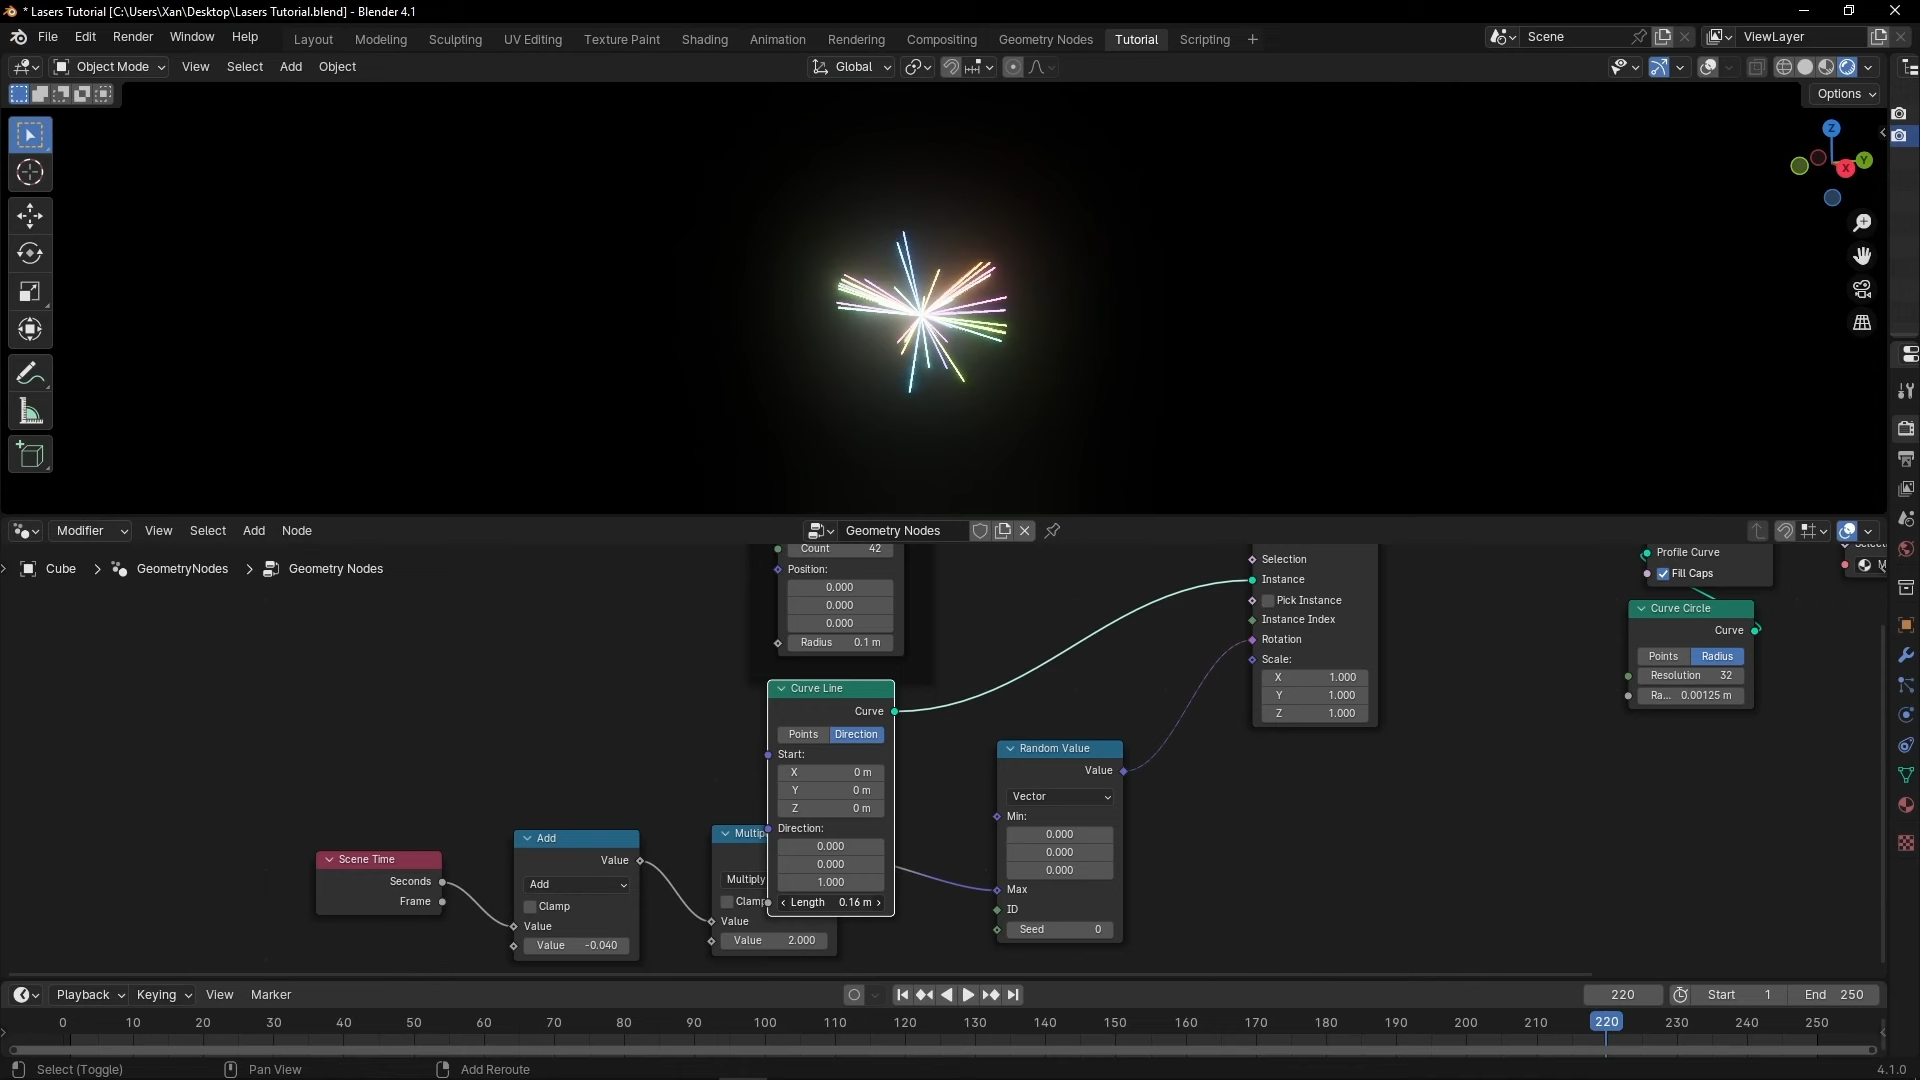 * Lasers Tutorial [C:\Users\Xan\Desktop\Lasers Tutorial.blend] - Blender 4.1
File Edit Render Window Help Layout Modeling Sculpting UV Editing Texture Paint Shading Animation Rendering Compositing Geometry Nodes Tutorial Scripting + Scene ViewLayer
Object Mode View Select Add Object Global
Options
Z
Y
X
Modifier View Select Add Node Geometry Nodes
Cube > GeometryNodes > Geometry Nodes
Count 42
Position:
0.000
0.000
0.000
Radius 0.1 m
Curve Line
Curve
Points Direction
Start:
X 0 m
Y 0 m
Z 0 m
Direction:
0.000
0.000
1.000
Length 0.16 m
Scene Time
Seconds
Frame
Add
Value
Add
Clamp
Value
Value -0.040
Multip
Multiply
Clamp
Value
Value 2.000
Random Value
Value
Vector
Min:
0.000
0.000
0.000
Max
ID
Seed 0
Selection
Instance
Pick Instance
Instance Index
Rotation
Scale:
X 1.000
Y 1.000
Z 1.000
Profile Curve
Fill Caps
Curve Circle
Curve
Points Radius
Resolution 32
Ra... 0.00125 m
Playback Keying View Marker 220 Start 1 End 250
0 10 20 30 40 50 60 70 80 90 100 110 120 130 140 150 160 170 180 190 200 210 220 230 240 250
Select (Toggle) Pan View Add Reroute 4.1.0